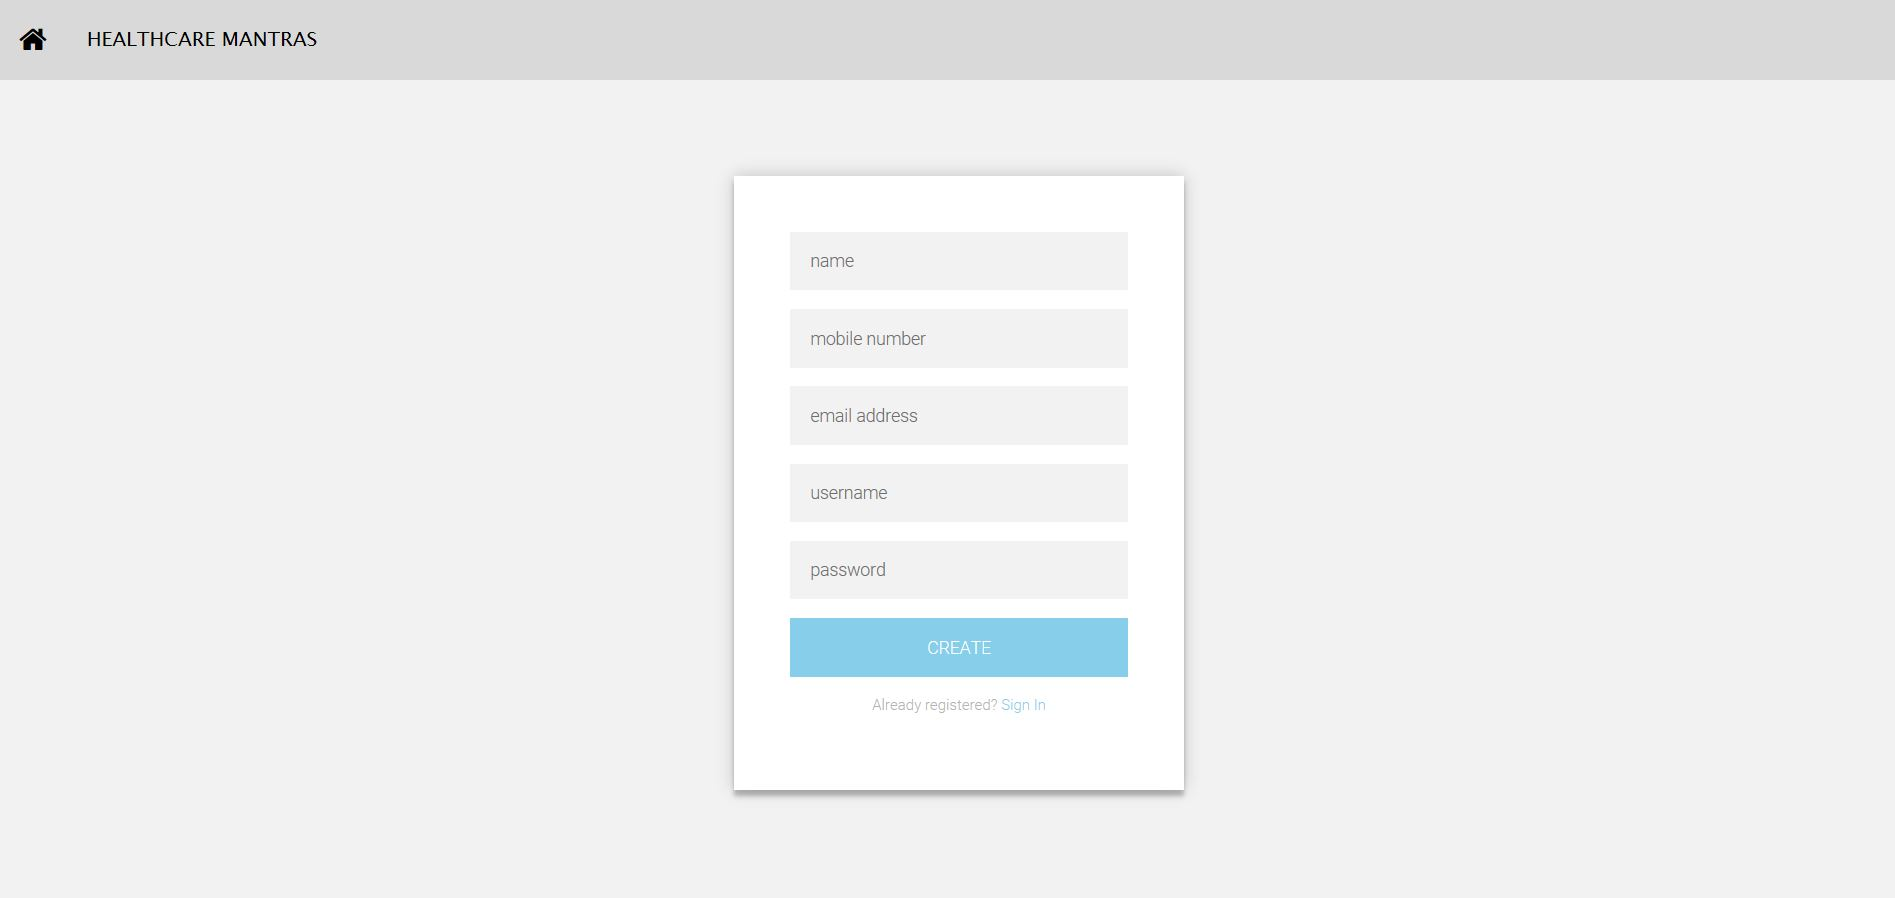 HEALTHCARE MANTRAS
name
mobile number
email address
username
password
CREATE
Already registered? Sign In